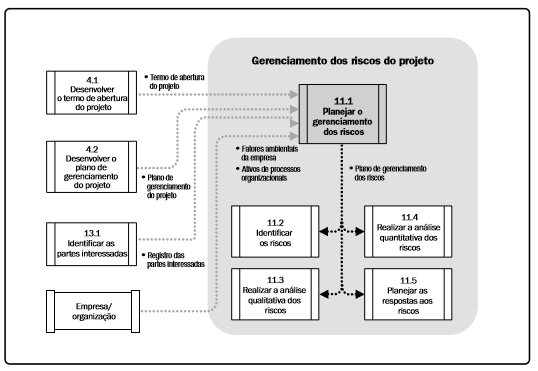 Gerenciamento dos riscos do projeto
4.1
Desenvolver
o termo de abertura
do projeto
• Termo de abertura
do projeto
11.1
Planejar o
gerenciamento
dos riscos
4.2
Desenvolver o
plano de
gerenciamento
do projeto
• Plano de
gerenciamento
do projeto
• Fatores ambientais
da empresa
• Ativos de processos
organizacionais
• Plano de gerenciamento
dos riscos
13.1
Identificar as
partes interessadas
• Registro das
partes interessadas
11.2
Identificar
os riscos
11.4
Realizar a análise
quantitativa dos
riscos
11.3
Realizar a análise
qualitativa dos
riscos
11.5
Planejar as
respostas aos
riscos
Empresa/
organização